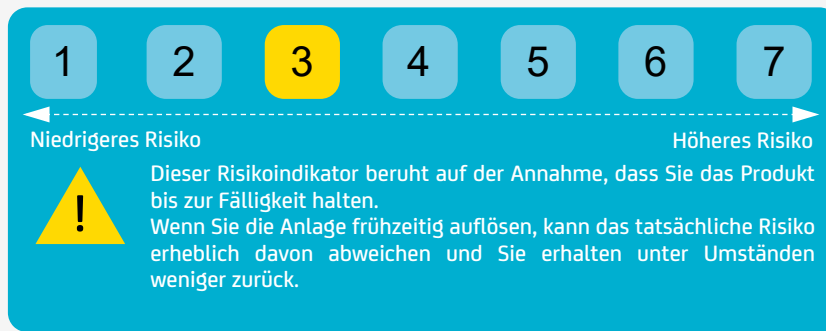 1 2 3 4 5 6 7
Niedrigeres Risiko Höheres Risiko
Dieser Risikoindikator beruht auf der Annahme, dass Sie das Produkt
bis zur Fälligkeit halten.
Wenn Sie die Anlage frühzeitig auflösen, kann das tatsächliche Risiko
erheblich davon abweichen und Sie erhalten unter Umständen
weniger zurück.
!